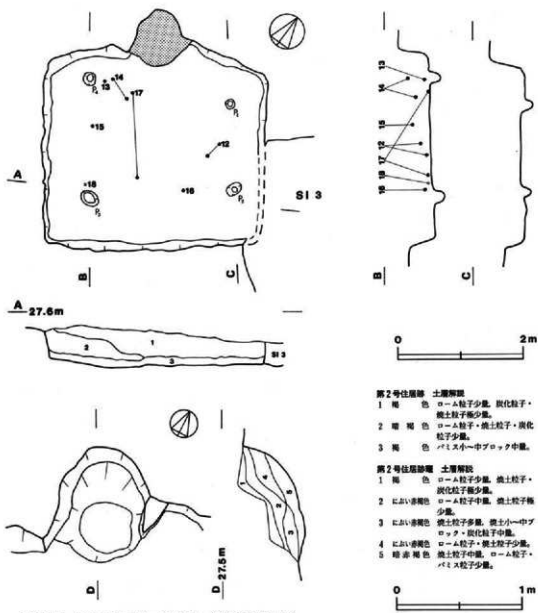 14
13
17
P4
P1
15
12
A
SI 3
18
16
P3
P2
B
C
A 27.6m
1
2
3
SI 3
13
14
15
12
17
18
16
B
C
0 2m
第2号住居跡 土層解説
1 褐色 ローム粒子少量，炭化粒子・
焼土粒子極少量。
2 暗褐色 ローム粒子・焼土粒子・炭化
粒子少量。
3 褐色 パミス小〜中ブロック中量。
第2号住居跡竈 土層解説
1 褐色 ローム粒子少量，焼土粒子・
炭化粒子極少量。
2 にぶい赤褐色 ローム粒子中量，焼土粒子極
少量。
3 にぶい赤褐色 焼土粒子多量，焼土小〜中ブ
ロック・炭化粒子中量。
4 にぶい赤褐色 ローム粒子・焼土粒子少量。
5 暗赤褐色 焼土粒子中量，ローム粒子・
パミス粒子少量。
D
1
4
5
2
3
D 27.5m
0 1m